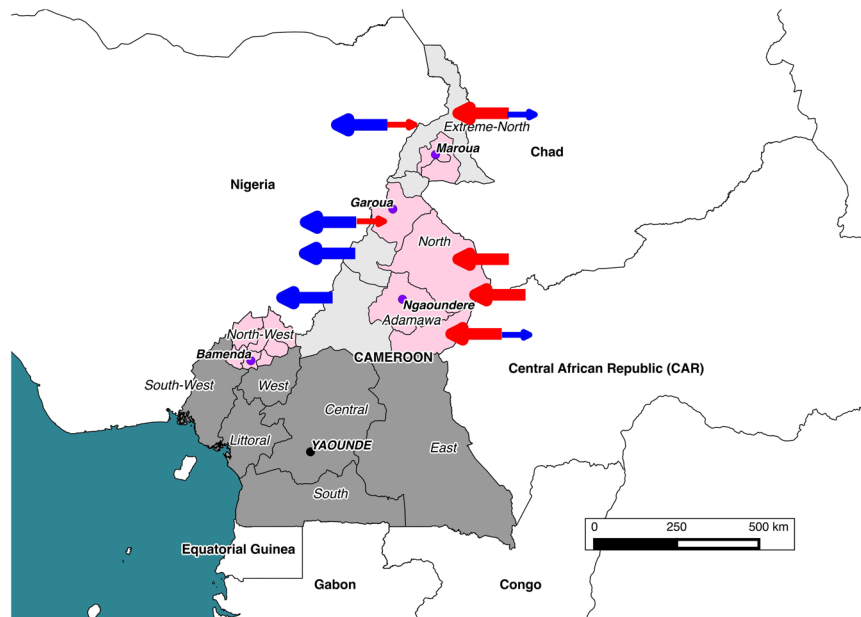 Extreme-North
Maroua
Chad
Nigeria
Garoua
North
Ngaoundere
Adamawa
North-West
Bamenda
CAMEROON
Central African Republic (CAR)
South-West
West
Central
Littoral
YAOUNDE
East
South
0 250 500 km
Equatorial Guinea
Gabon
Congo